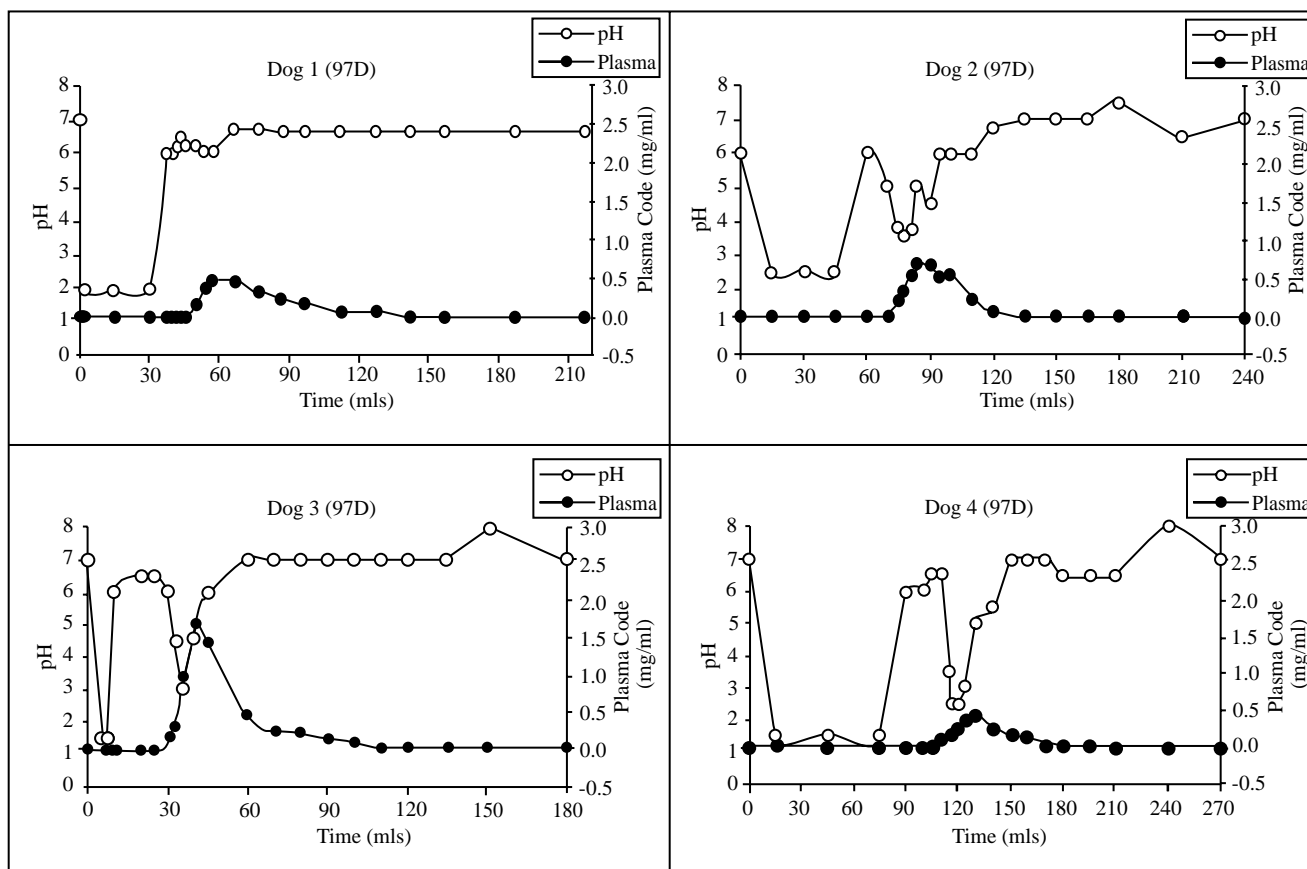 pH
Plasma
Dog 1 (97D)
8
7
6
5
4
3
2
1
0
pH
3.0
2.5
2.0
1.5
1.0
0.5
0.0
-0.5
Plasma Code (mg/ml)
0 30 60 90 120 150 180 210
Time (mls)
pH
Plasma
Dog 2 (97D)
8
7
6
5
4
3
2
1
0
pH
3.0
2.5
2.0
1.5
1.0
0.5
0.0
-0.5
Plasma Code (mg/ml)
0 30 60 90 120 150 180 210 240
Time (mls)
pH
Plasma
Dog 3 (97D)
8
7
6
5
4
3
2
1
0
pH
3.0
2.5
2.0
1.5
1.0
0.5
0.0
-0.5
Plasma Code
(mg/ml)
0 30 60 90 120 150 180
Time (mls)
pH
Plasma
Dog 4 (97D)
8
7
6
5
4
3
2
1
0
pH
3.0
2.5
2.0
1.5
1.0
0.5
0.0
-0.5
Plasma Code
(mg/ml)
0 30 60 90 120 150 180 210 240 270
Time (mls)